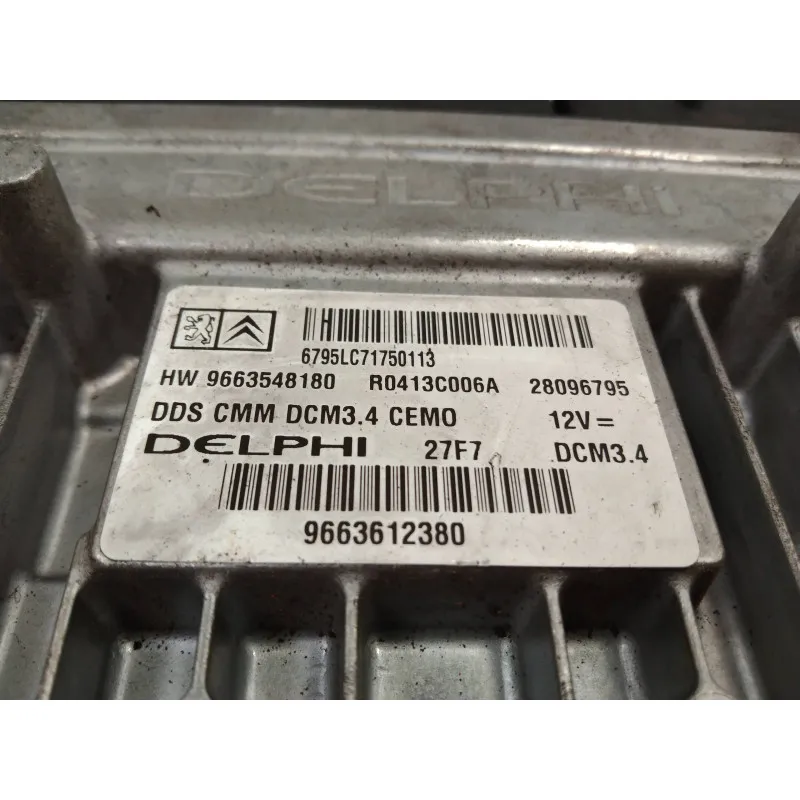 DELPHI
6795LC71750113
HW 9663548180 R0413C006A 28096795
DDS CMM DCM3.4 CEMO 12V=
DELPHI 27F7 DCM3.4
9663612380